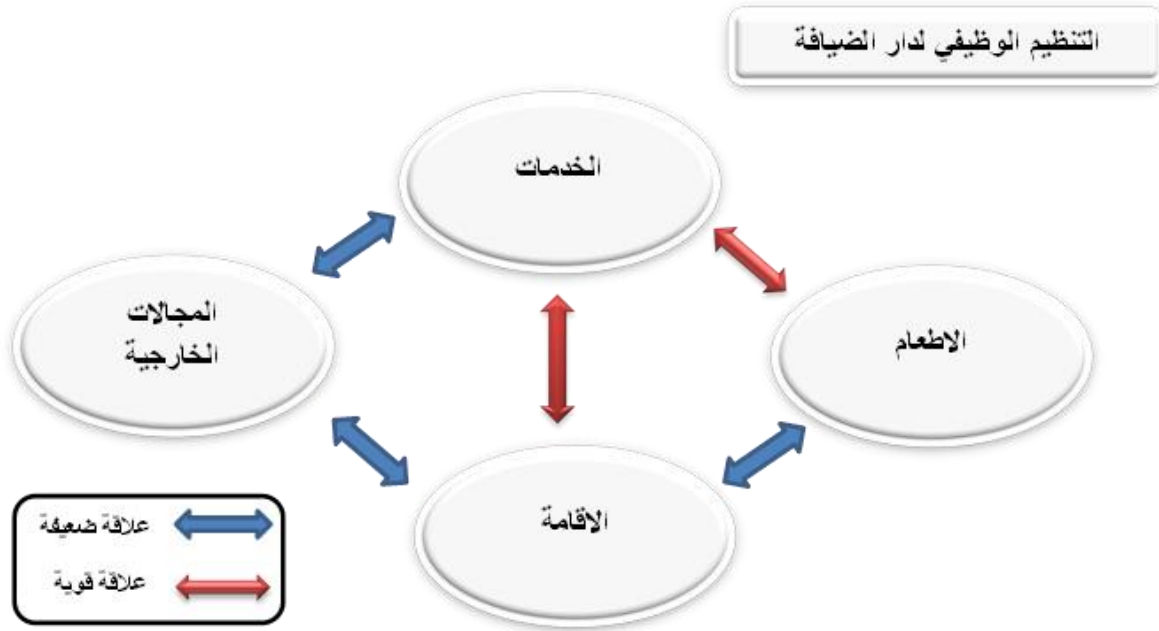 التنظيم الوظيفي لدار الضيافة
الخدمات
المجالات
الخارجية
الاطعام
الاقامة
علاقة ضعيفة
علاقة قوية